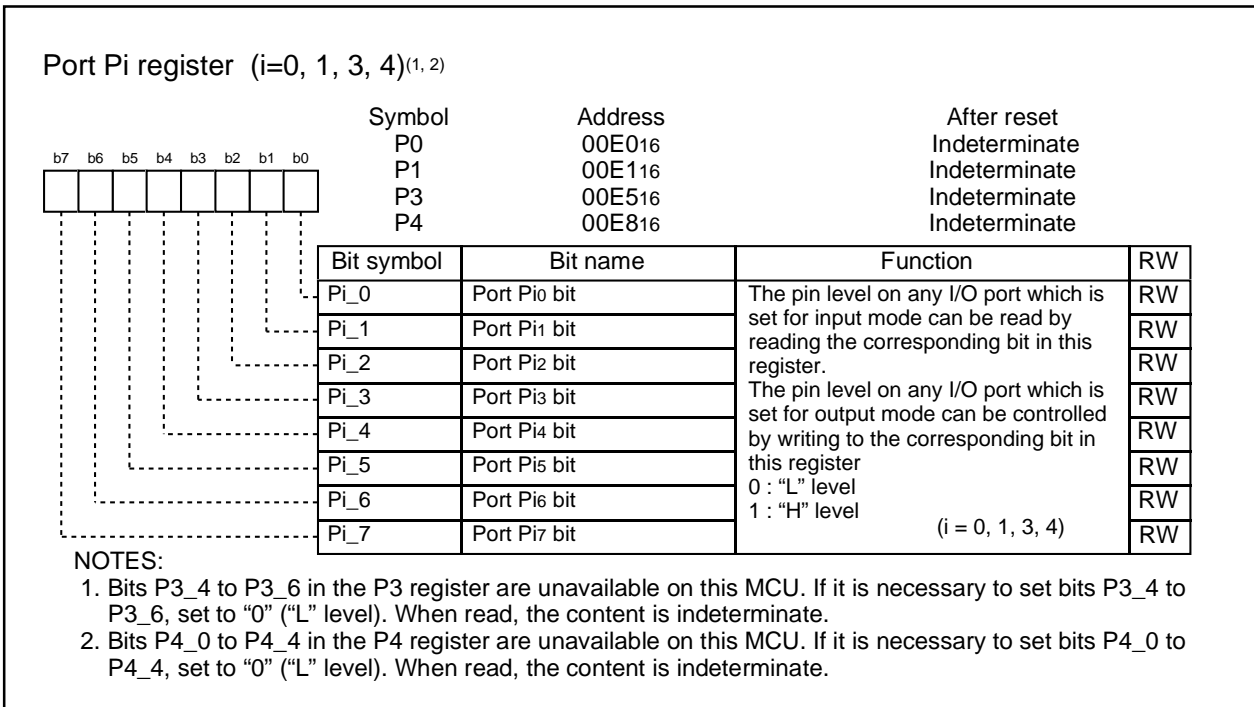 Port Pi register (i=0, 1, 3, 4)(1, 2)
Symbol Address After reset
P0 00E016 Indeterminate
P1 00E116 Indeterminate
P3 00E516 Indeterminate
P4 00E816 Indeterminate
b7 b6 b5 b4 b3 b2 b1 b0
Bit symbol Bit name Function RW
Pi_0 Port Pi0 bit RW
Pi_1 Port Pi1 bit RW
Pi_2 Port Pi2 bit RW
Pi_3 Port Pi3 bit RW
Pi_4 Port Pi4 bit RW
Pi_5 Port Pi5 bit RW
Pi_6 Port Pi6 bit RW
Pi_7 Port Pi7 bit RW
The pin level on any I/O port which is
set for input mode can be read by
reading the corresponding bit in this
register.
The pin level on any I/O port which is
set for output mode can be controlled
by writing to the corresponding bit in
this register
0 : “L” level
1 : “H” level
(i = 0, 1, 3, 4)
NOTES:
1. Bits P3_4 to P3_6 in the P3 register are unavailable on this MCU. If it is necessary to set bits P3_4 to
P3_6, set to “0” (“L” level). When read, the content is indeterminate.
2. Bits P4_0 to P4_4 in the P4 register are unavailable on this MCU. If it is necessary to set bits P4_0 to
P4_4, set to “0” (“L” level). When read, the content is indeterminate.